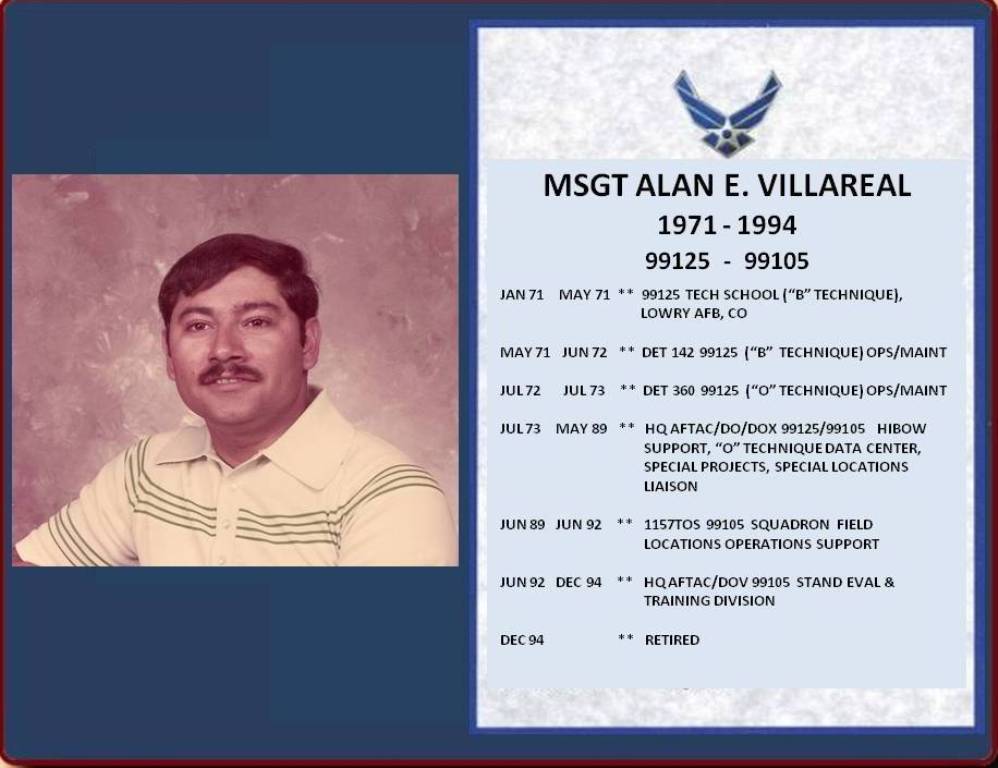 MSGT ALAN E. VILLAREAL
1971 - 1994
99125 - 99105
JAN 71 MAY 71 ** 99125 TECH SCHOOL (“B” TECHNIQUE),
LOWRY AFB, CO
MAY 71 JUN 72 ** DET 142 99125 (“B” TECHNIQUE) OPS/MAINT
JUL 72 JUL 73 ** DET 360 99125 (“O” TECHNIQUE) OPS/MAINT
JUL 73 MAY 89 ** HQ AFTAC/DO/DOX 99125/99105 HIBOW
SUPPORT, “O” TECHNIQUE DATA CENTER,
SPECIAL PROJECTS, SPECIAL LOCATIONS
LIAISON
JUN 89 JUN 92 ** 1157TOS 99105 SQUADRON FIELD
LOCATIONS OPERATIONS SUPPORT
JUN 92 DEC 94 ** HQ AFTAC/DOV 99105 STAND EVAL &
TRAINING DIVISION
DEC 94 ** RETIRED